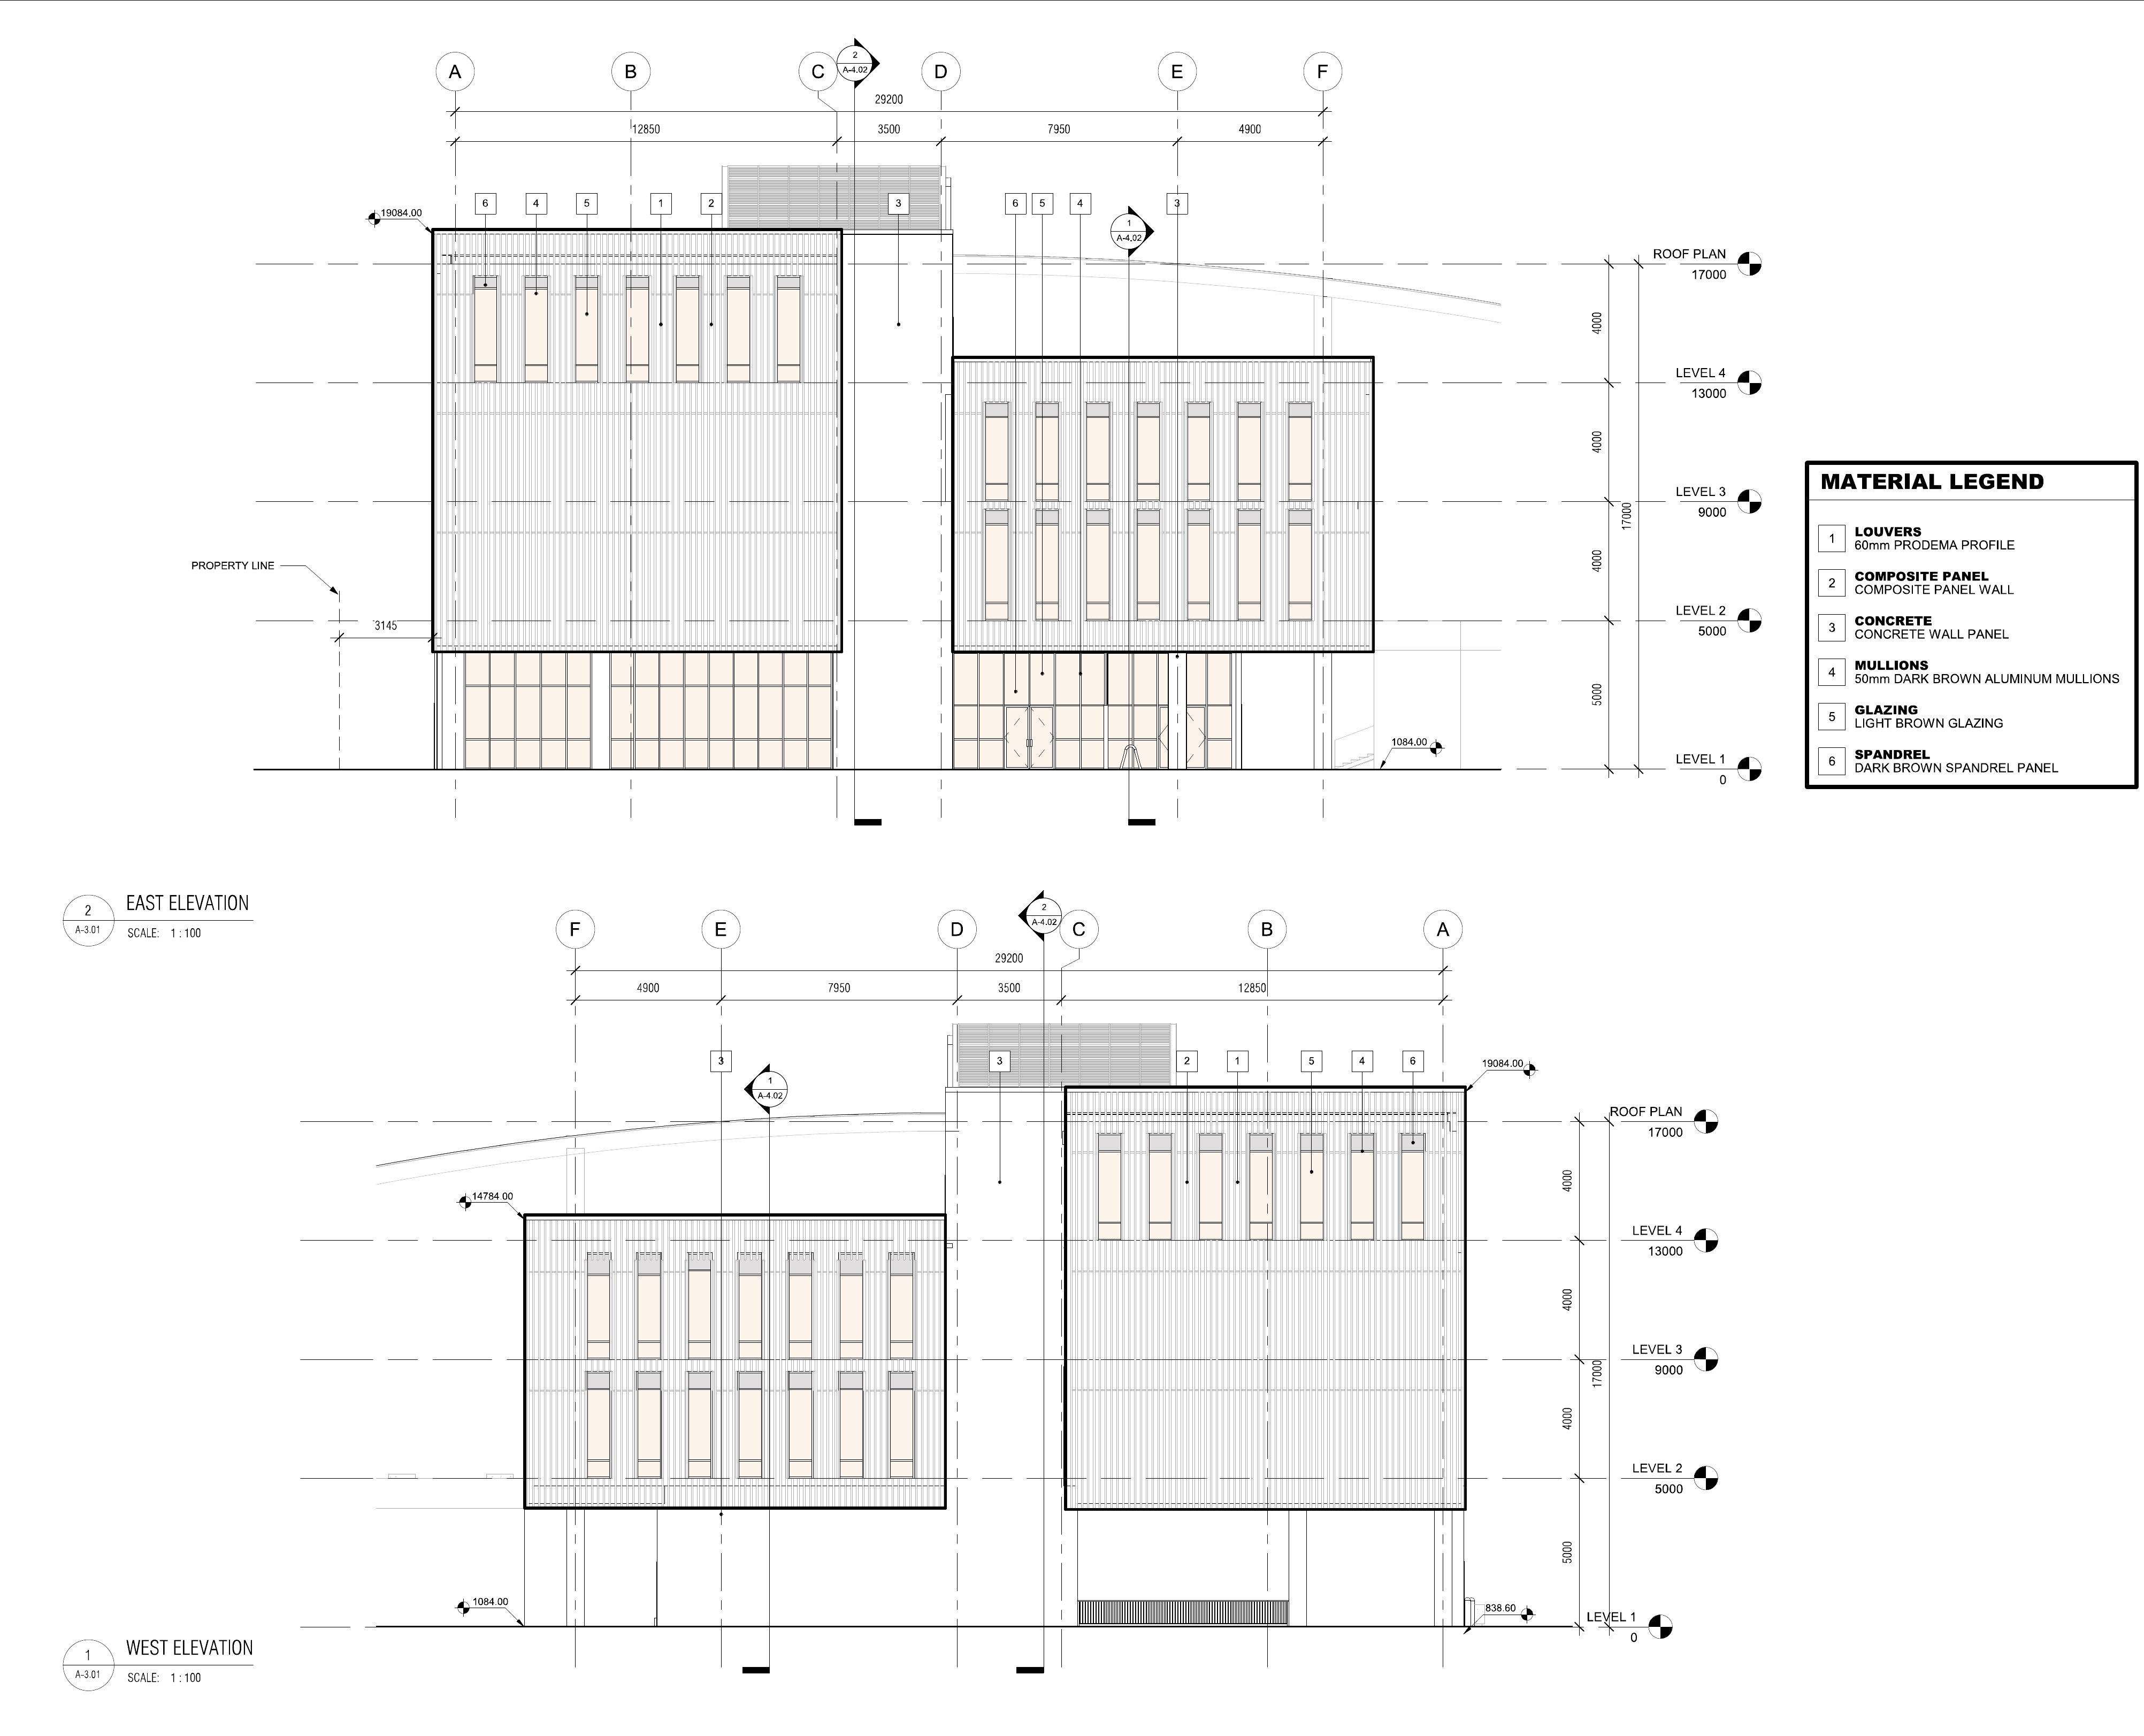 A
B
C
2
A-4.02
D
E
F
29200
12850
3500
7950
4900
6
4
5
1
2
3
6
5
4
3
19084.00
1
A-4.02
ROOF PLAN
17000
4000
LEVEL 4
13000
4000
LEVEL 3
9000
17000
4000
LEVEL 2
5000
5000
LEVEL 1
0
PROPERTY LINE
3145
1084.00
MATERIAL LEGEND
1
LOUVERS
60mm PRODEMA PROFILE
2
COMPOSITE PANEL
COMPOSITE PANEL WALL
3
CONCRETE
CONCRETE WALL PANEL
4
MULLIONS
50mm DARK BROWN ALUMINUM MULLIONS
5
GLAZING
LIGHT BROWN GLAZING
6
SPANDREL
DARK BROWN SPANDREL PANEL
2
A-3.01
EAST ELEVATION
SCALE: 1 : 100
F
E
D
2
A-4.02
C
B
A
29200
4900
7950
3500
12850
3
1
A-4.02
3
2
1
5
4
6
19084.00
ROOF PLAN
17000
4000
14784.00
LEVEL 4
13000
4000
LEVEL 3
9000
17000
4000
LEVEL 2
5000
5000
1084.00
838.60
LEVEL 1
0
1
A-3.01
WEST ELEVATION
SCALE: 1 : 100